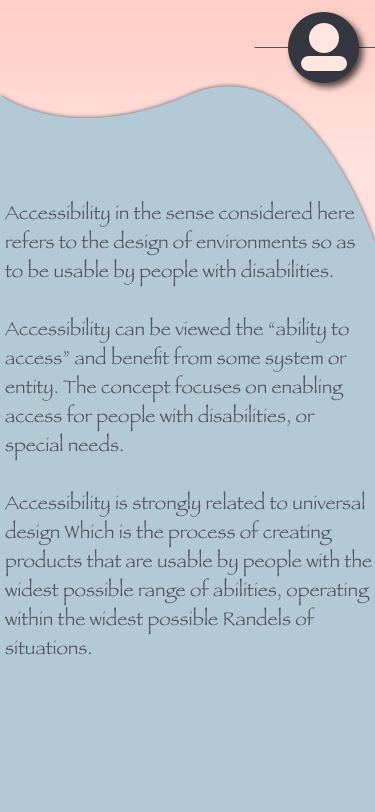 Accessibility in the sense considered here
refers to the design of environments so as
to be usable by people with disabilities.
Accessibility can be viewed the “ability to
access” and benefit from some system or
entity. The concept focuses on enabling
access for people with disabilities, or
special needs.
Accessibility is strongly related to universal
design Which is the process of creating
products that are usable by people with the
widest possible range of abilities, operating
within the widest possible Randels of
situations.